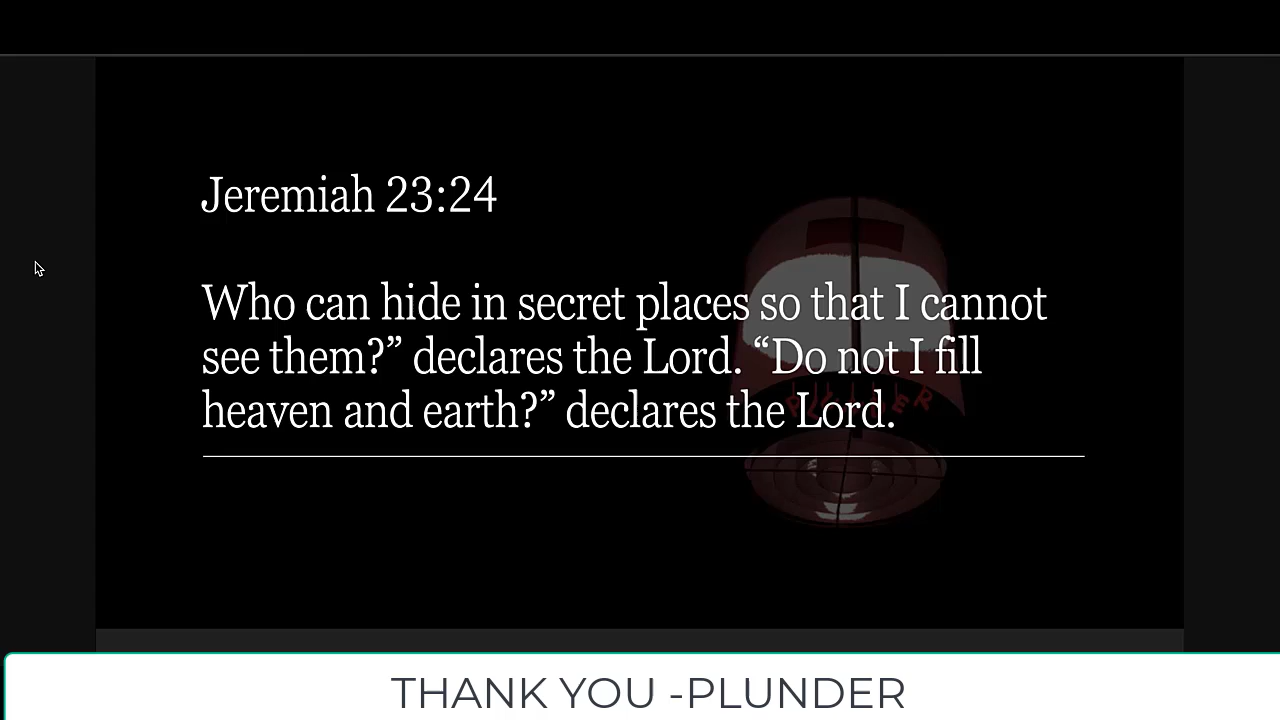 Jeremiah 23:24
Who can hide in secret places so that I cannot
see them?” declares the Lord. “Do not I fill
heaven and earth?” declares the Lord.
PLUNDER
THANK YOU -PLUNDER